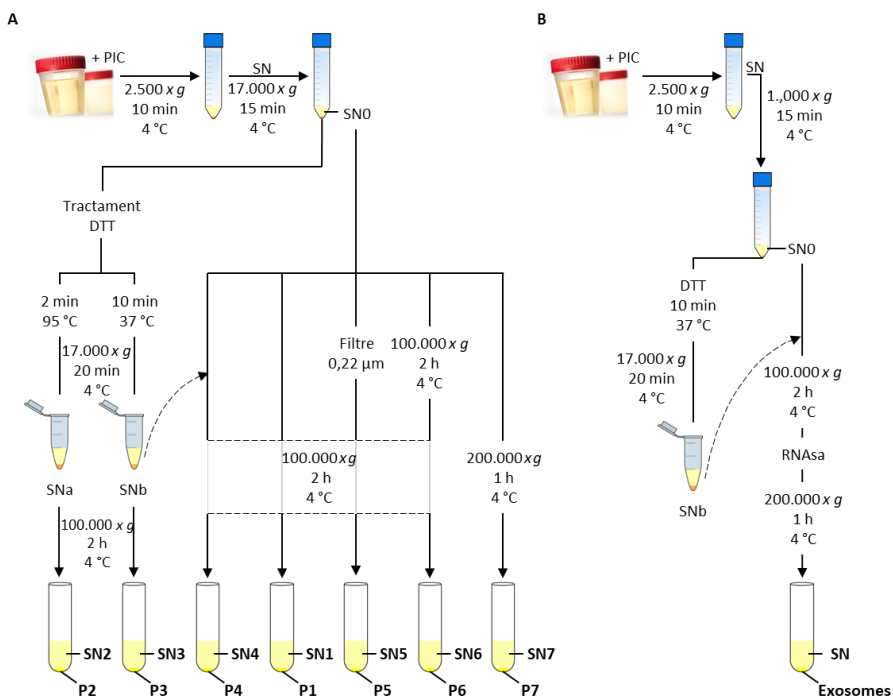 A
+ PIC
2.500 x g
10 min
4 °C
SN
17.000 x g
15 min
4 °C
SN0
Tractament
DTT
2 min
95 °C
10 min
37 °C
17.000 x g
20 min
4 °C
SNa
SNb
100.000 x g
2 h
4 °C
Filtre
0,22 µm
100.000 x g
2 h
4 °C
100.000 x g
2 h
4 °C
200.000 x g
1 h
4 °C
SN2
SN3
SN4
SN1
SN5
SN6
SN7
P2
P3
P4
P1
P5
P6
P7
B
+ PIC
2.500 x g
10 min
4 °C
SN
1.,000 x g
15 min
4 °C
SN0
DTT
10 min
37 °C
17.000 x g
20 min
4 °C
SNb
100.000 x g
2 h
4 °C
RNAsa
200.000 x g
1 h
4 °C
SN
Exosomes